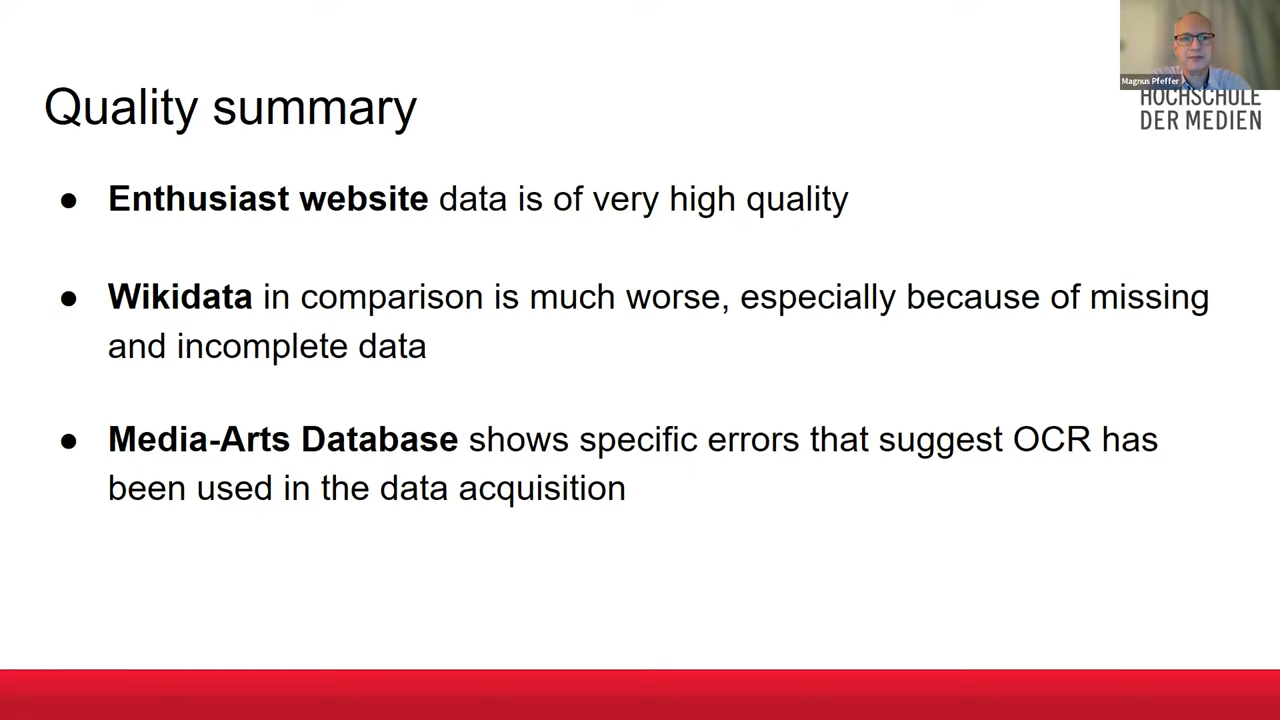 Magnus Pfeffer
HOCHSCHULE
DER MEDIEN
Quality summary
● Enthusiast website data is of very high quality
● Wikidata in comparison is much worse, especially because of missing
and incomplete data
● Media-Arts Database shows specific errors that suggest OCR has
been used in the data acquisition